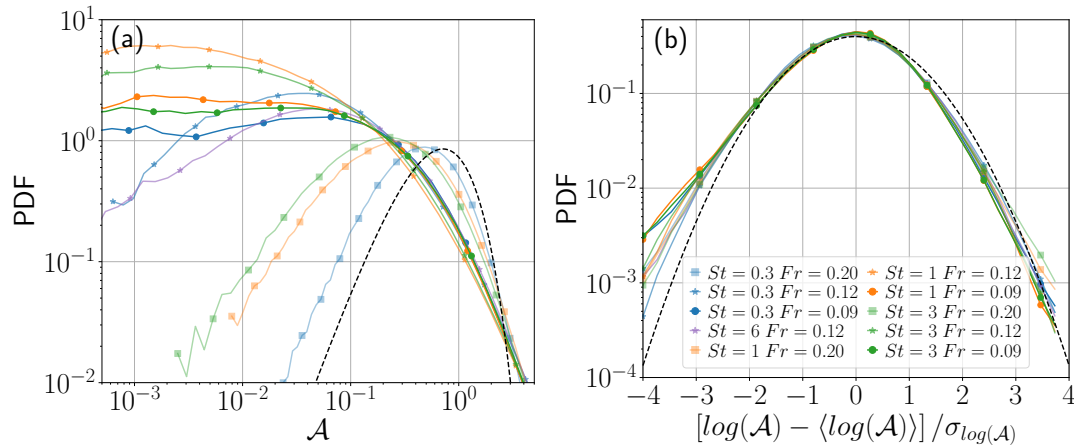 (a)
PDF
10^1
10^0
10^{-1}
10^{-2}
10^{-3}
10^{-2}
10^{-1}
10^0
𝒜
(b)
PDF
10^{-1}
10^{-2}
10^{-3}
10^{-4}
St = 0.3 Fr = 0.20
St = 0.3 Fr = 0.12
St = 0.3 Fr = 0.09
St = 6 Fr = 0.12
St = 1 Fr = 0.20
St = 1 Fr = 0.12
St = 1 Fr = 0.09
St = 3 Fr = 0.20
St = 3 Fr = 0.12
St = 3 Fr = 0.09
−4 −3 −2 −1 0 1 2 3 4
[log(𝒜) − ⟨log(𝒜)⟩] /σ_{log(𝒜)}